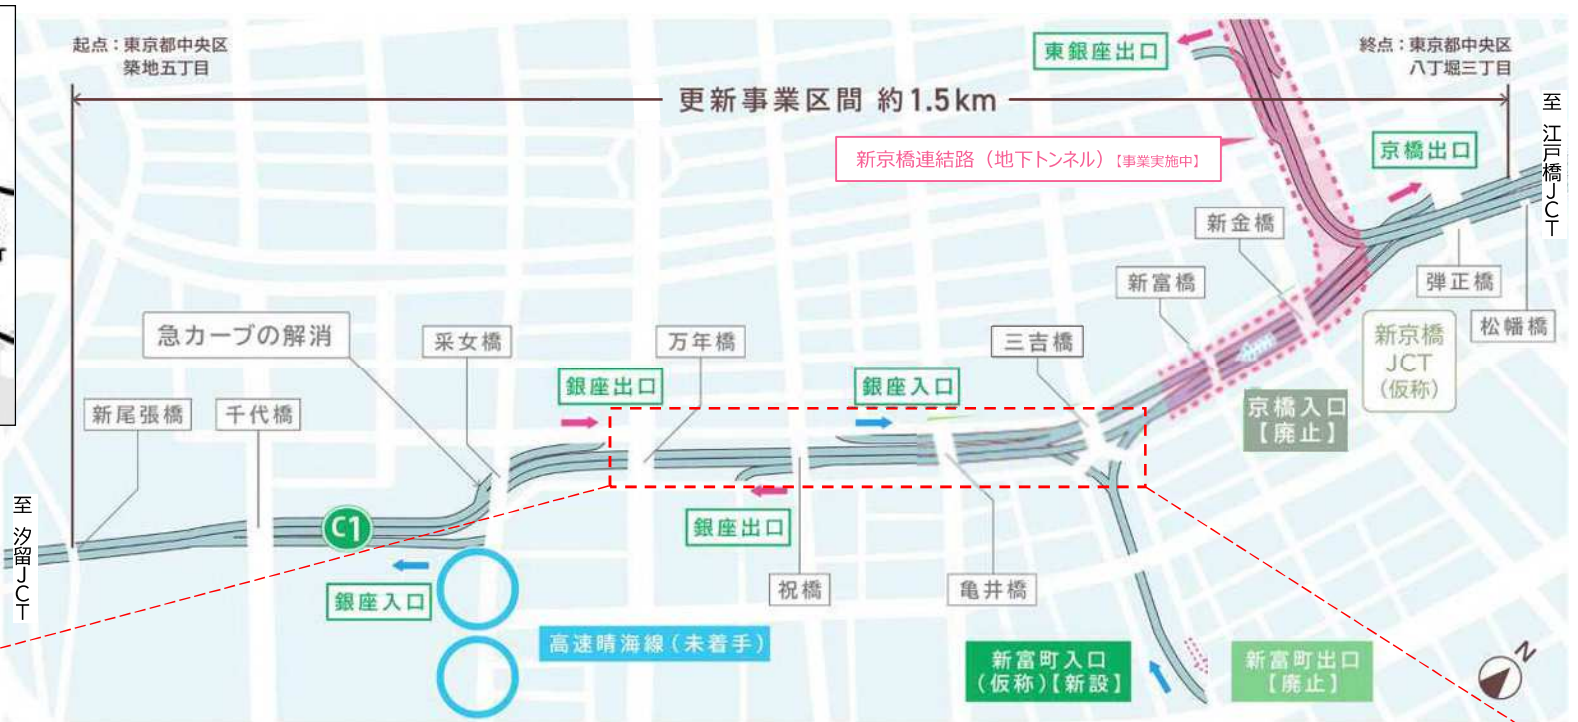 起点：東京都中央区
築地五丁目
東銀座出口
終点：東京都中央区
八丁堀三丁目
更新事業区間 約1.5km
至 江戸橋JCT
新京橋連結路（地下トンネル）【事業実施中】
京橋出口
新金橋
新富橋
弾正橋
松幡橋
急カーブの解消
采女橋
万年橋
三吉橋
新京橋
JCT
（仮称）
銀座出口
銀座入口
新尾張橋
千代橋
京橋入口
【廃止】
至 汐留JCT
C1
銀座出口
銀座入口
祝橋
亀井橋
高速晴海線（未着手）
新富町入口
（仮称）【新設】
新富町出口
【廃止】
N